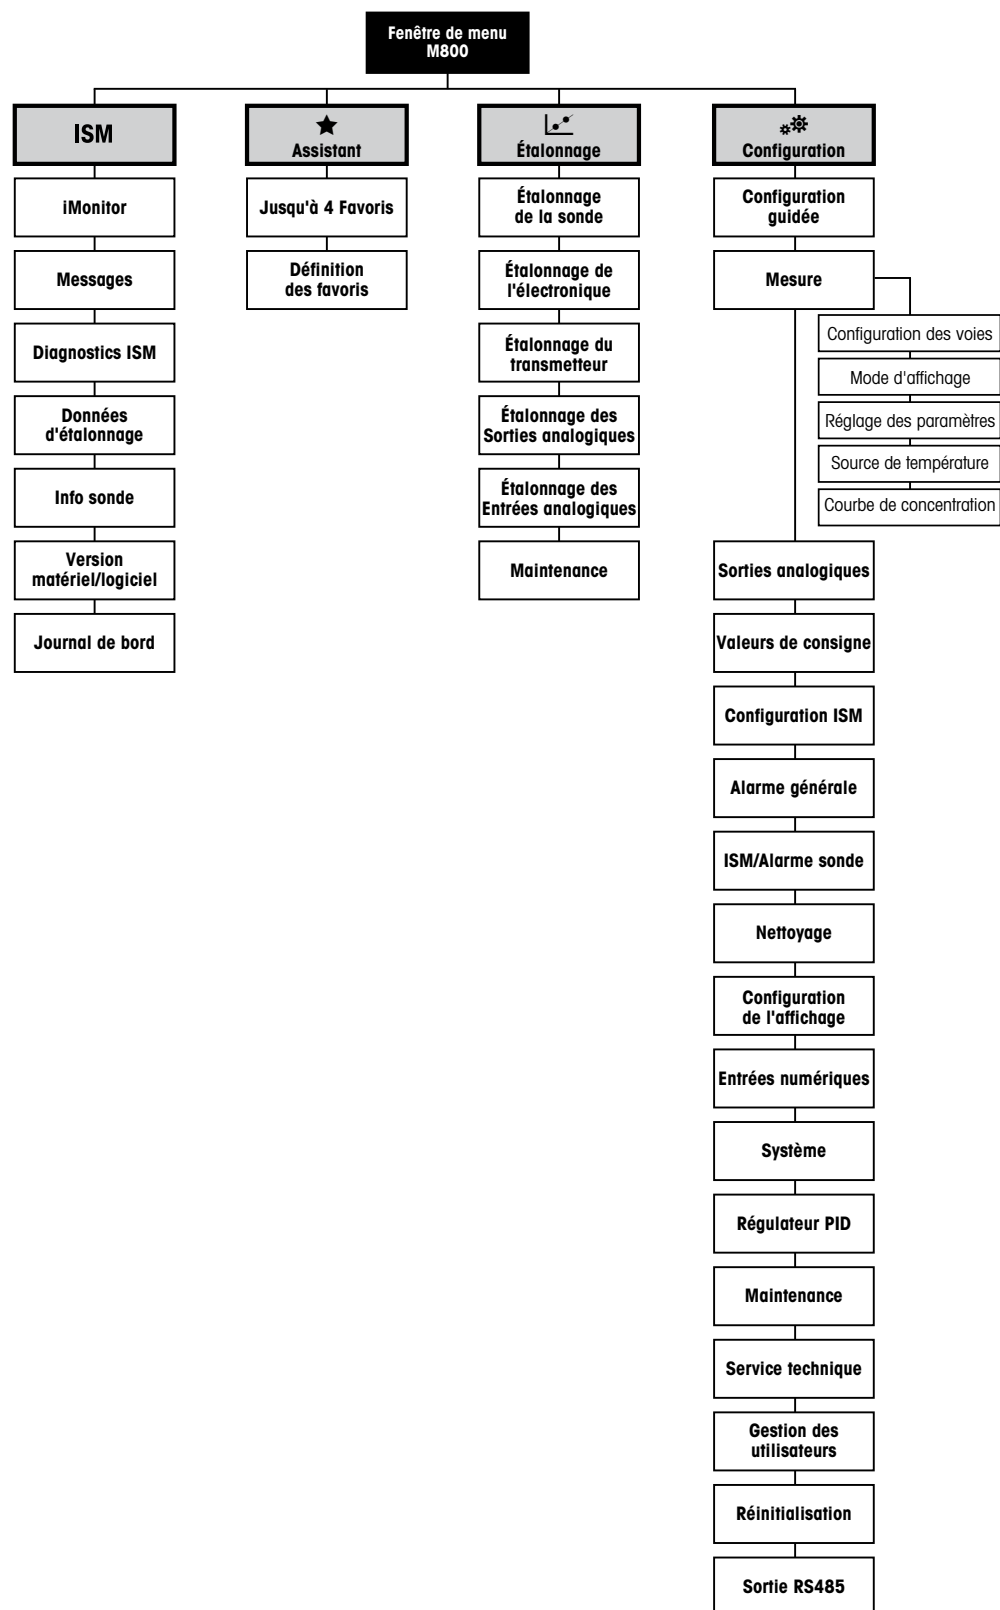 Fenêtre de menu
M800
ISM
iMonitor
Messages
Diagnostics ISM
Données
d'étalonnage
Info sonde
Version
matériel/logiciel
Journal de bord
Assistant
Jusqu'à 4 Favoris
Définition
des favoris
Étalonnage
Étalonnage
de la sonde
Étalonnage de
l'électronique
Étalonnage du
transmetteur
Étalonnage des
Sorties analogiques
Étalonnage des
Entrées analogiques
Maintenance
Configuration
Configuration
guidée
Mesure
Configuration des voies
Mode d'affichage
Réglage des paramètres
Source de température
Courbe de concentration
Sorties analogiques
Valeurs de consigne
Configuration ISM
Alarme générale
ISM/Alarme sonde
Nettoyage
Configuration
de l'affichage
Entrées numériques
Système
Régulateur PID
Maintenance
Service technique
Gestion des
utilisateurs
Réinitialisation
Sortie RS485